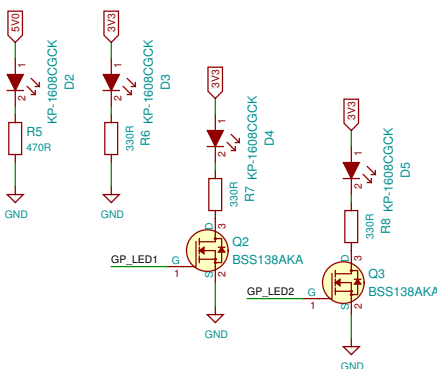 5V0
1
2
KP-1608CGCK
D2
R5
470R
GND
3V3
1
2
KP-1608CGCK
D3
330R
R6
GND
3V3
1
2
KP-1608CGCK
D4
330R
R7
D
3
Q2
BSS138AKA
GP_LED1
G
1
S
2
GND
3V3
1
2
KP-1608CGCK
D5
330R
R8
D
3
Q3
BSS138AKA
GP_LED2
G
1
S
2
GND